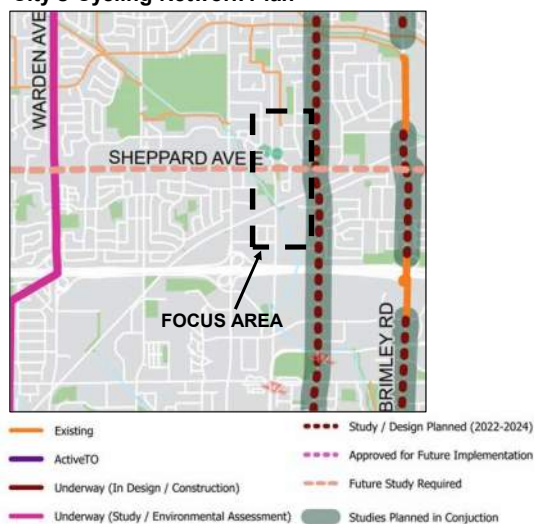 City's Cycling Network Plan
WARDEN AVE
SHEPPARD AVE E
FOCUS AREA
BRIMLEY RD
Existing
ActiveTO
Underway (In Design / Construction)
Underway (Study / Environmental Assessment)
Study / Design Planned (2022-2024)
Approved for Future Implementation
Future Study Required
Studies Planned in Conjuction